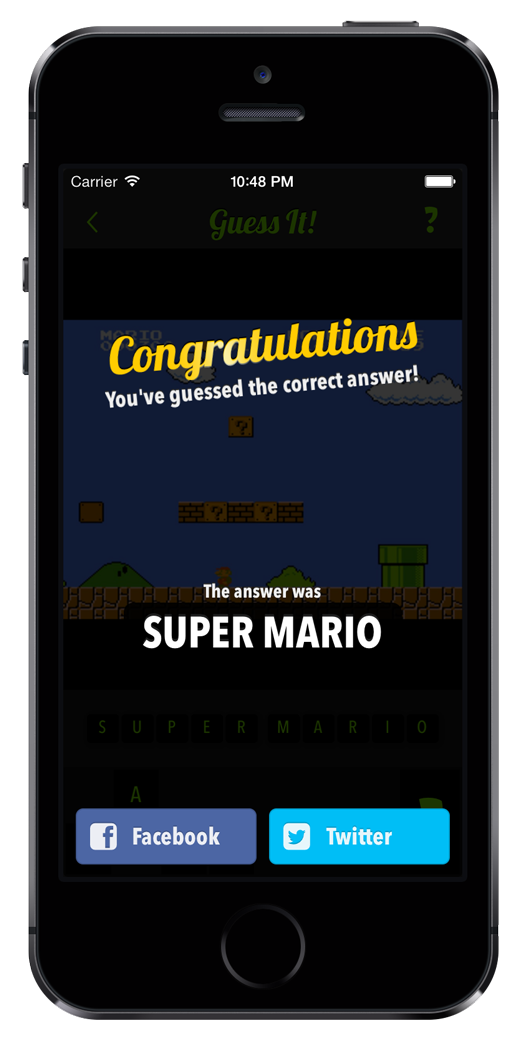 Carrier 10:48 PM
Guess It! ?
MARIO
Congratulations
You've guessed the correct answer!
?
? ?
The answer was
SUPER MARIO
S U P E R M A R I O
A
Facebook Twitter